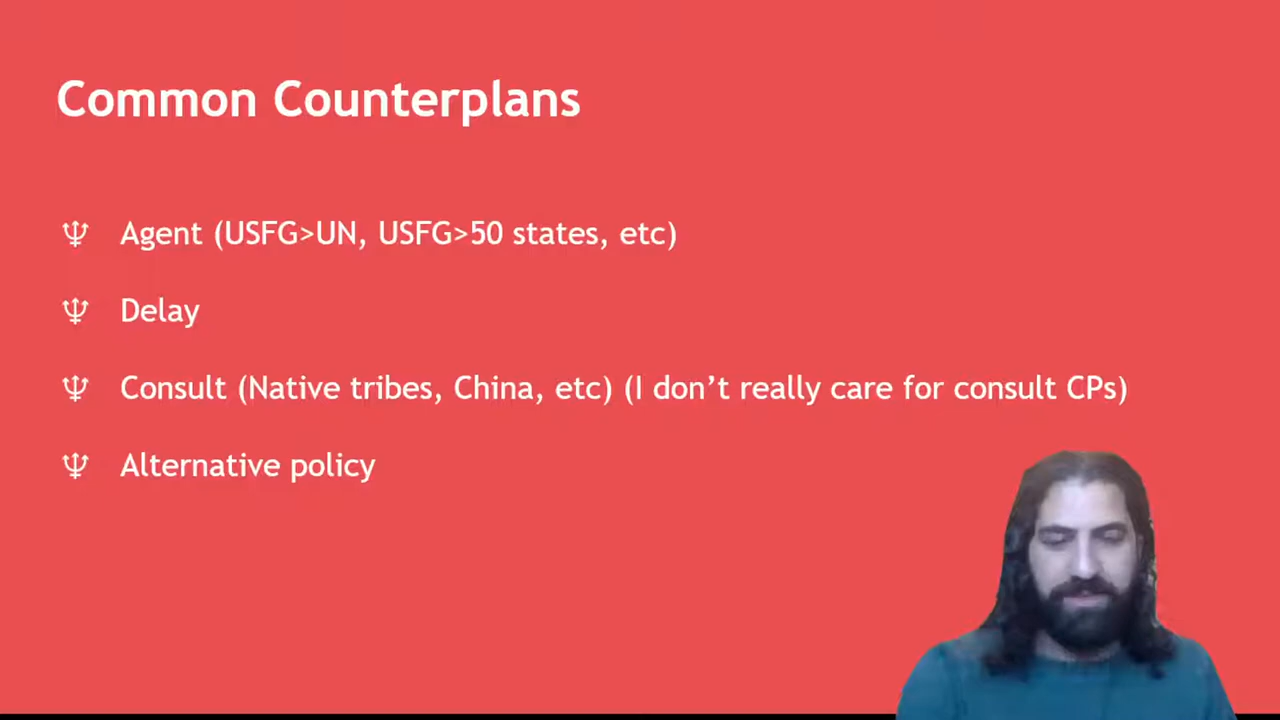 Common Counterplans
Agent (USFG>UN, USFG>50 states, etc)
Delay
Consult (Native tribes, China, etc) (I don’t really care for consult CPs)
Alternative policy